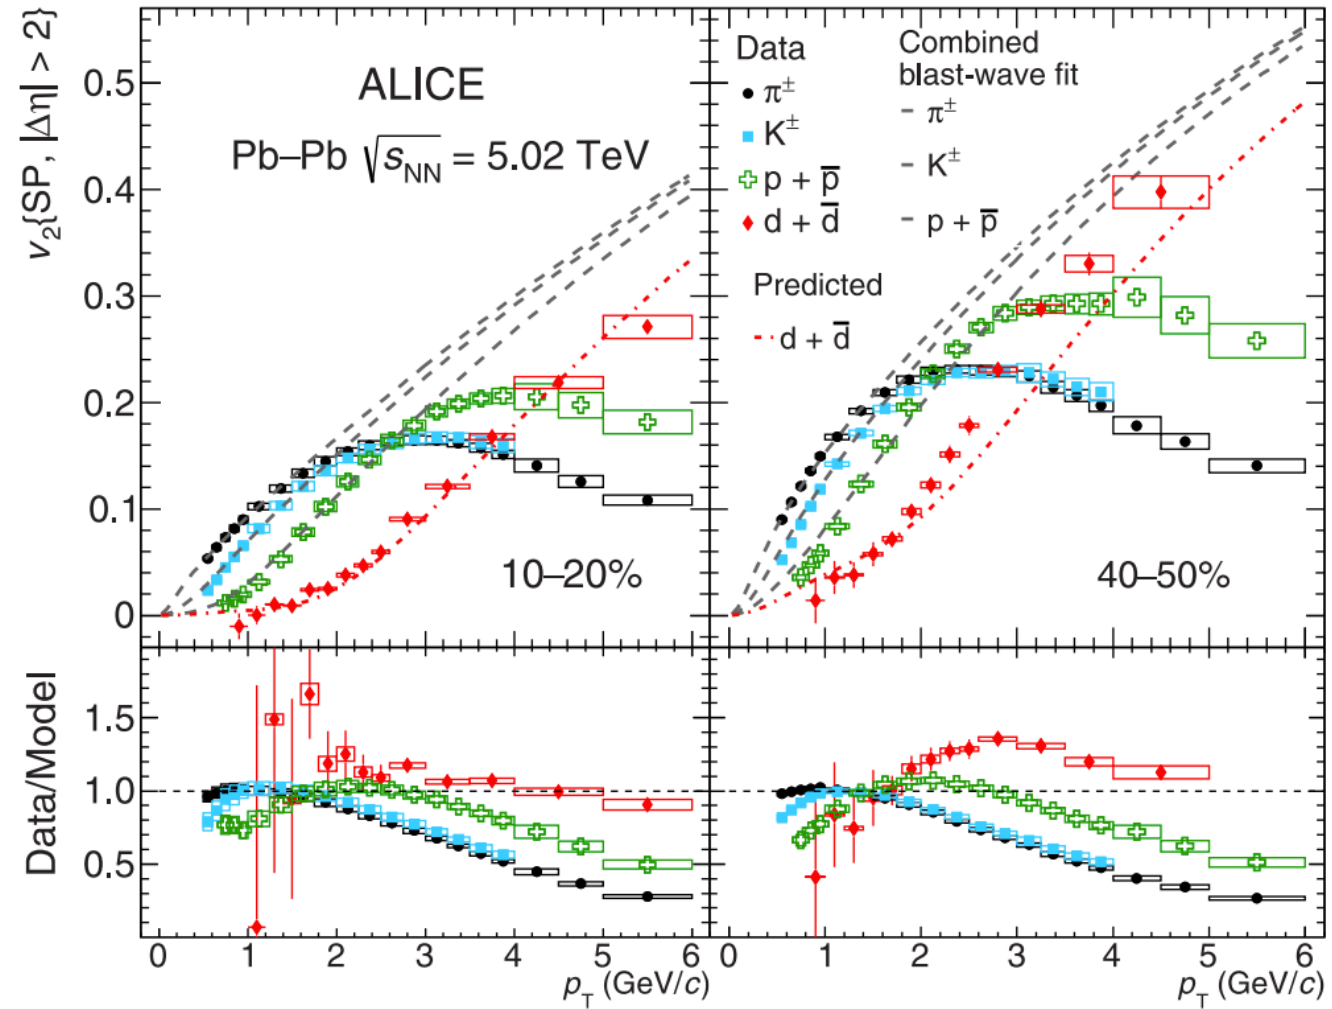 v₂{SP, |Δη| > 2}
0.5
0.4
0.3
0.2
0.1
0
ALICE
Pb–Pb √sNN = 5.02 TeV
10–20%
Data
π±
K±
p + p̄
d + d̄
Combined
blast-wave fit
π±
K±
p + p̄
Predicted
d + d̄
40–50%
Data/Model
1.5
1.0
0.5
0 1 2 3 4 5 6
pT (GeV/c)
0 1 2 3 4 5 6
pT (GeV/c)